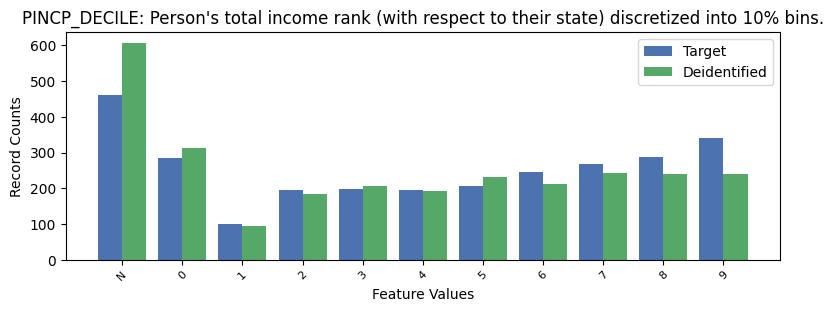 PINCP_DECILE: Person's total income rank (with respect to their state) discretized into 10% bins.
Target
Deidentified
Record Counts
600
500
400
300
200
100
0
N 0 1 2 3 4 5 6 7 8 9
Feature Values